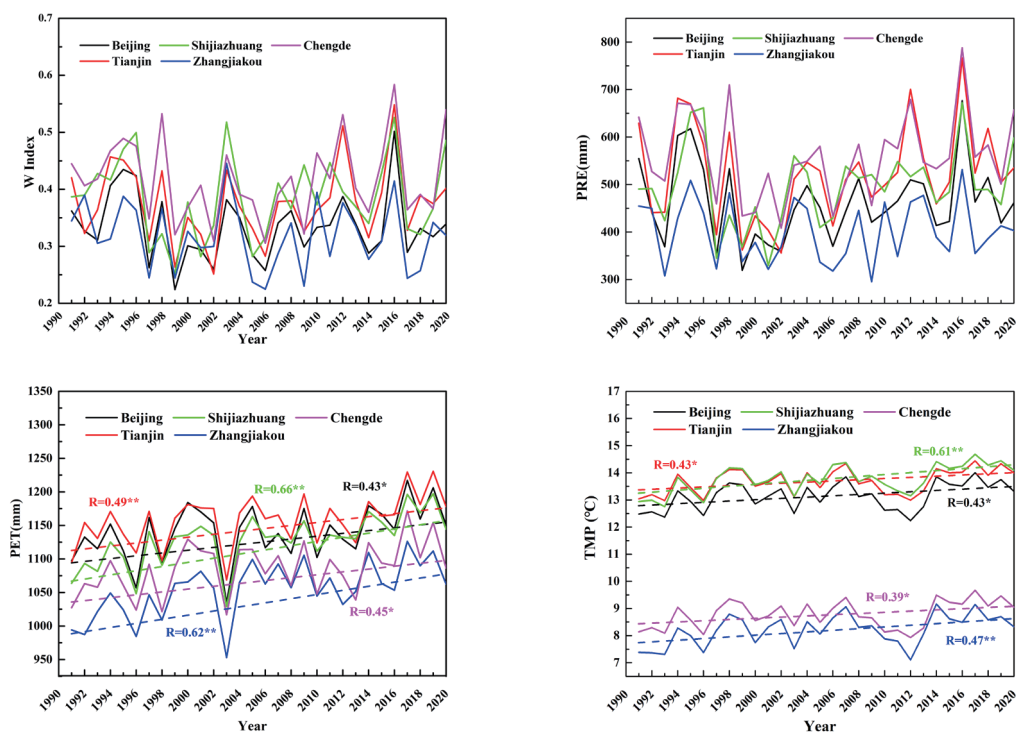 0.7
0.6
0.5
0.4
0.3
0.2
W Index
Beijing Shijiazhuang Chengde
Tianjin Zhangjiakou
1990 1992 1994 1996 1998 2000 2002 2004 2006 2008 2010 2012 2014 2016 2018 2020
Year
800
700
600
500
400
300
PRE(mm)
Beijing Shijiazhuang Chengde
Tianjin Zhangjiakou
1990 1992 1994 1996 1998 2000 2002 2004 2006 2008 2010 2012 2014 2016 2018 2020
Year
1350
1300
1250
1200
1150
1100
1050
1000
950
PET(mm)
Beijing Shijiazhuang Chengde
Tianjin Zhangjiakou
R=0.49** R=0.66** R=0.43*
R=0.45*
R=0.62**
1990 1992 1994 1996 1998 2000 2002 2004 2006 2008 2010 2012 2014 2016 2018 2020
Year
17
16
15
14
13
12
11
10
9
8
7
TMP (°C)
Beijing Shijiazhuang Chengde
Tianjin Zhangjiakou
R=0.61**
R=0.43*
R=0.43*
R=0.39*
R=0.47**
1990 1992 1994 1996 1998 2000 2002 2004 2006 2008 2010 2012 2014 2016 2018 2020
Year